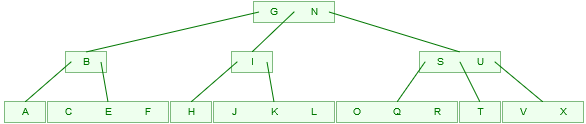 G N
B I S U
A C E F H J K L O Q R T V X